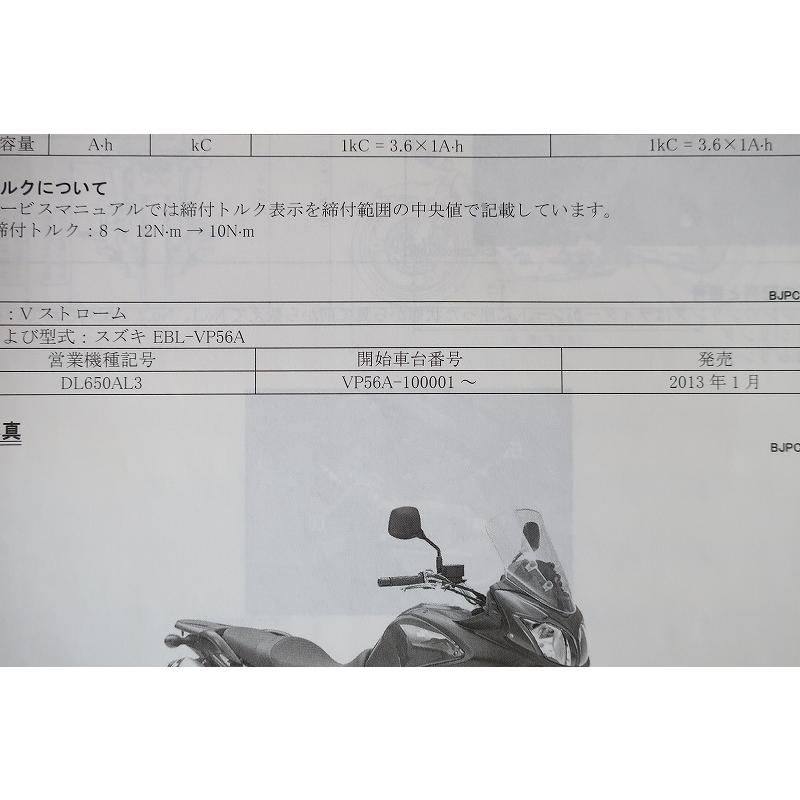 容量 A·h kC 1kC = 3.6×1A·h 1kC = 3.6×1A·h
ルクについて
ービスマニュアルでは締付トルク表示を締付範囲の中央値で記載しています。
締付トルク：8 ～ 12N·m → 10N·m
BJPC
：V ストローム
よび型式：スズキ EBL-VP56A
営業機種記号 開始車台番号 発売
DL650AL3 VP56A-100001 ～ 2013 年 1 月
真
BJPC